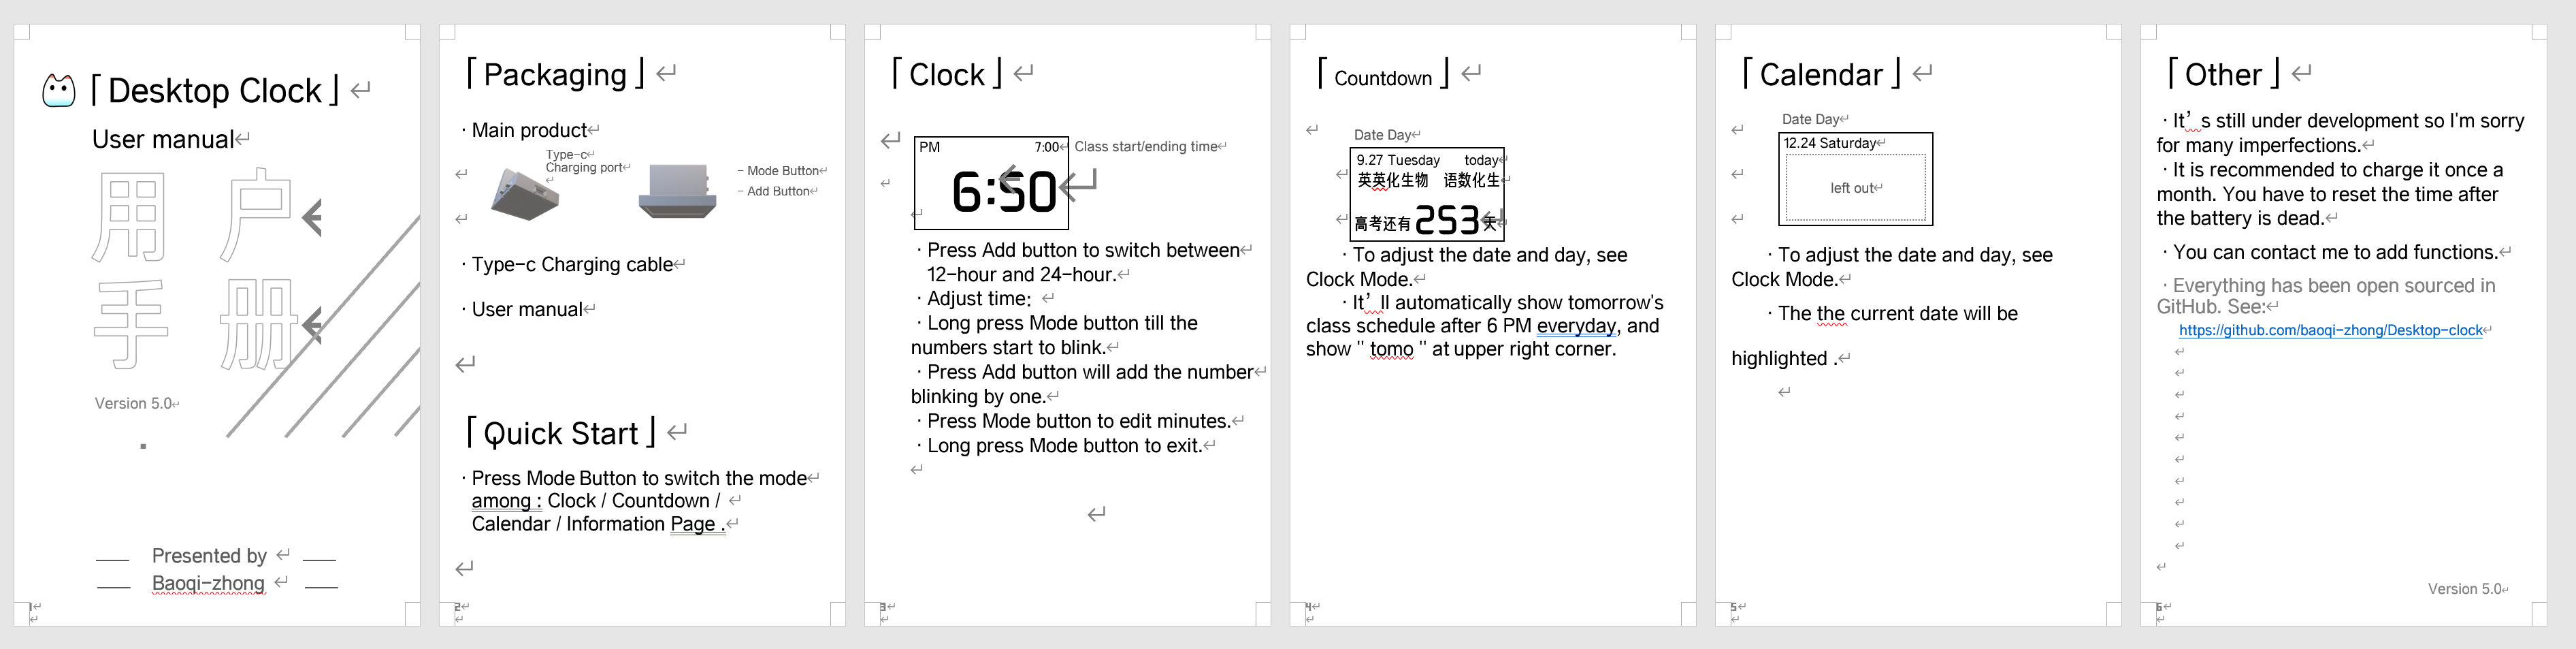 「Desktop Clock」
User manual
用 户
手 册
Version 5.0
Presented by
Baoqi-zhong
1
「Packaging」
· Main product
Type-c
Charging port
- Mode Button
- Add Button
· Type-c Charging cable
· User manual
「Quick Start」
· Press Mode Button to switch the mode
among : Clock / Countdown /
Calendar / Information Page .
2
「Clock」
PM 7:00
Class start/ending time
6:50
· Press Add button to switch between
12-hour and 24-hour.
· Adjust time:
· Long press Mode button till the
numbers start to blink.
· Press Add button will add the number
blinking by one.
· Press Mode button to edit minutes.
· Long press Mode button to exit.
3
「Countdown」
Date Day
9.27 Tuesday today
英英化生物 语数化生
高考还有 253 天
· To adjust the date and day, see
Clock Mode.
· It’ll automatically show tomorrow's
class schedule after 6 PM everyday, and
show " tomo " at upper right corner.
4
「Calendar」
Date Day
12.24 Saturday
left out
· To adjust the date and day, see
Clock Mode.
· The the current date will be
highlighted .
5
「Other」
· It’s still under development so I'm sorry
for many imperfections.
· It is recommended to charge it once a
month. You have to reset the time after
the battery is dead.
· You can contact me to add functions.
· Everything has been open sourced in
GitHub. See:
https://github.com/baoqi-zhong/Desktop-clock
Version 5.0
6